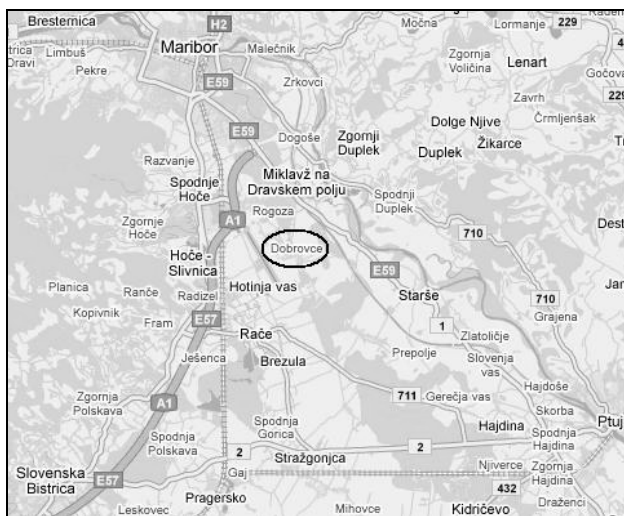 Bresternica
H2
Močna
Lormanje
229
Limbuš
Maribor
Malečnik
Pekre
Zrkovci
Zgornja
Voličina
Lenart
E59
Zavrh
229
Črmljenšak
E59
Dogoše
Zgornji
Duplek
Dolge Njive
Žikarce
Duplek
Razvanje
Miklavž na
Dravskem polju
Spodnje
Hoče
Spodnji
Duplek
Rogoza
A1
Zgornje
Hoče
710
Hoče -
Slivnica
Dobrovce
E59
Planica
Ranče
Radizel
Hotinja vas
Starše
710
Kopivnik
Fram
E57
1
Grajena
Rače
Zlatoličje
Ješenca
Brezula
Prepolje
Slovenja
vas
Hajdoše
Zgornja
Polskava
A1
711
Gerečja vas
Skorba
Ptuj
Spodnja
Polskava
Spodnja
Gorica
Hajdina
Spodnja
Hajdina
2
2
Slovenska
Bistrica
E57
Stražgonjca
Gaj
Njiverce
Zgornja
Hajdina
Pragersko
432
Leskovec
Mihovce
Kidričevo
Draženci